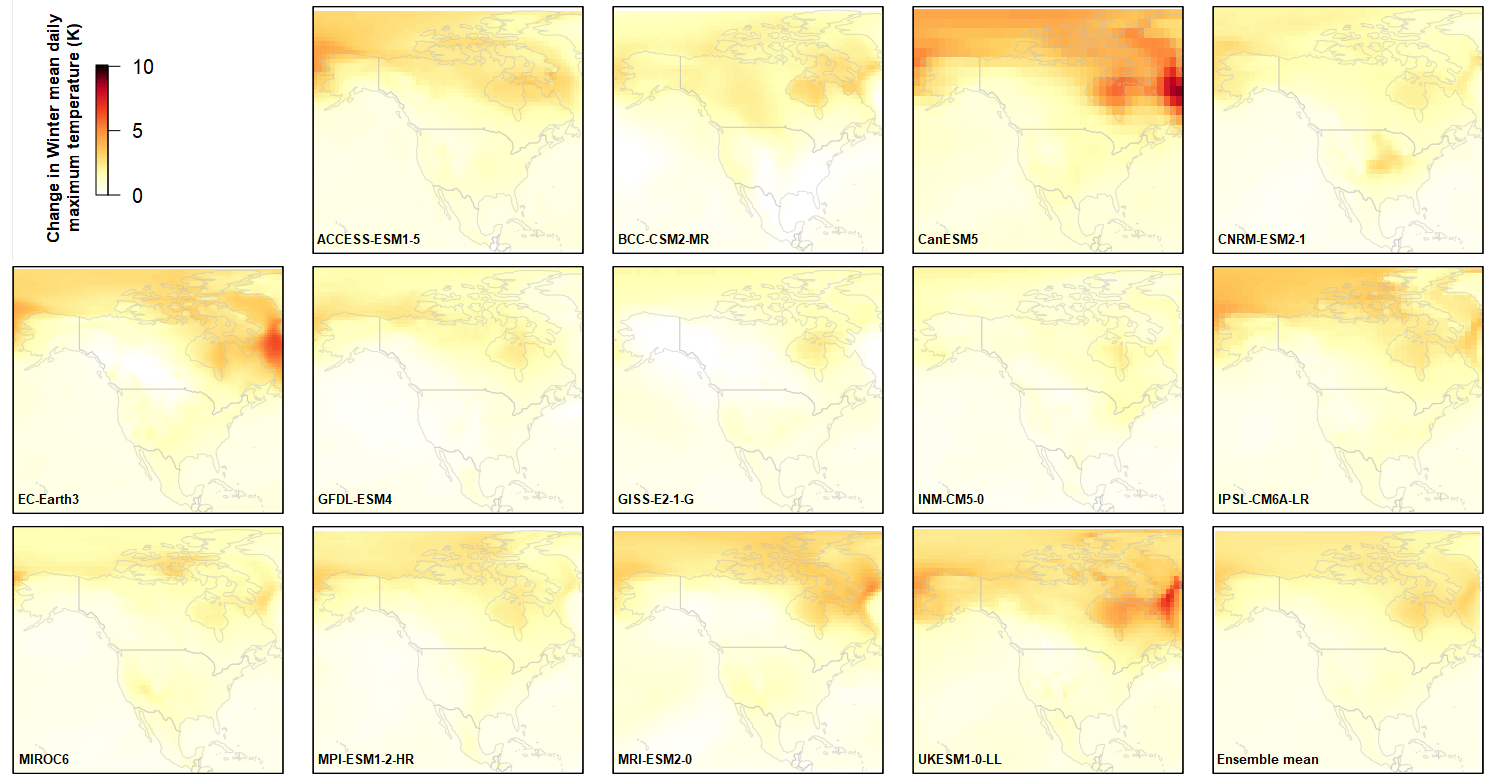 Change in Winter mean daily
maximum temperature (K)
10
5
0
ACCESS-ESM1-5
BCC-CSM2-MR
CanESM5
CNRM-ESM2-1
EC-Earth3
GFDL-ESM4
GISS-E2-1-G
INM-CM5-0
IPSL-CM6A-LR
MIROC6
MPI-ESM1-2-HR
MRI-ESM2-0
UKESM1-0-LL
Ensemble mean